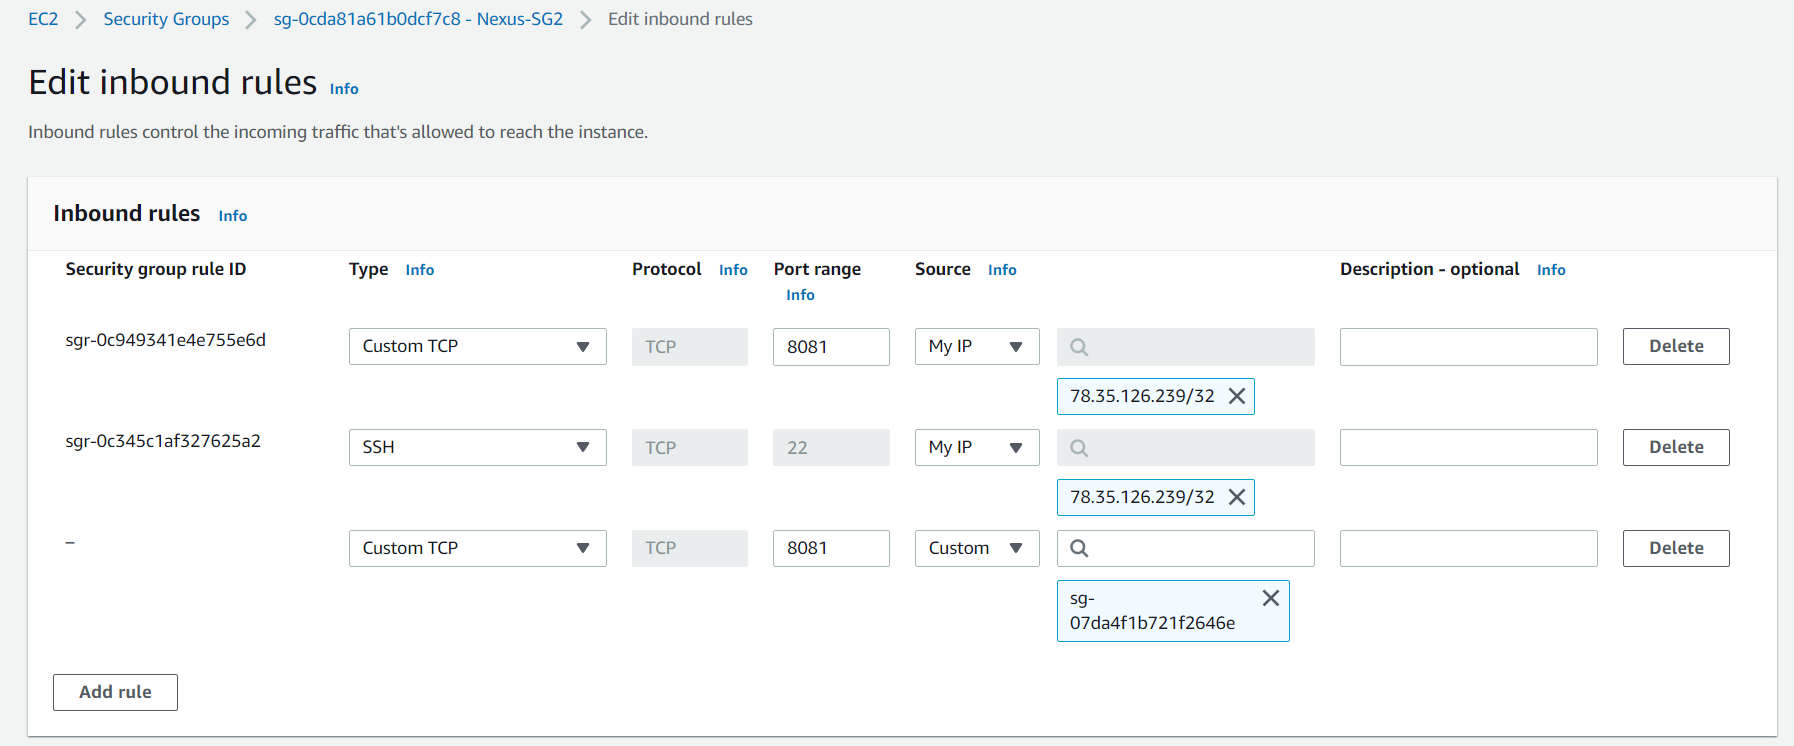 EC2 > Security Groups > sg-0cda81a61b0dcf7c8 - Nexus-SG2 > Edit inbound rules
Edit inbound rules Info
Inbound rules control the incoming traffic that's allowed to reach the instance.
Inbound rules Info
Security group rule ID Type Info Protocol Info Port range Source Info Description - optional Info
Info
sgr-0c949341e4e755e6d Custom TCP TCP 8081 My IP Delete
78.35.126.239/32
sgr-0c345c1af327625a2 SSH TCP 22 My IP Delete
78.35.126.239/32
– Custom TCP TCP 8081 Custom Delete
sg-
07da4f1b721f2646e
Add rule